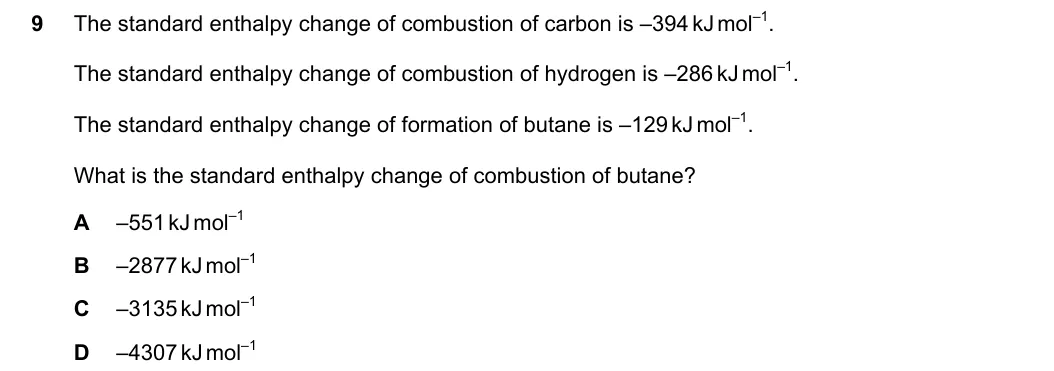 9 The standard enthalpy change of combustion of carbon is –394 kJ mol⁻¹.
The standard enthalpy change of combustion of hydrogen is –286 kJ mol⁻¹.
The standard enthalpy change of formation of butane is –129 kJ mol⁻¹.
What is the standard enthalpy change of combustion of butane?
A –551 kJ mol⁻¹
B –2877 kJ mol⁻¹
C –3135 kJ mol⁻¹
D –4307 kJ mol⁻¹